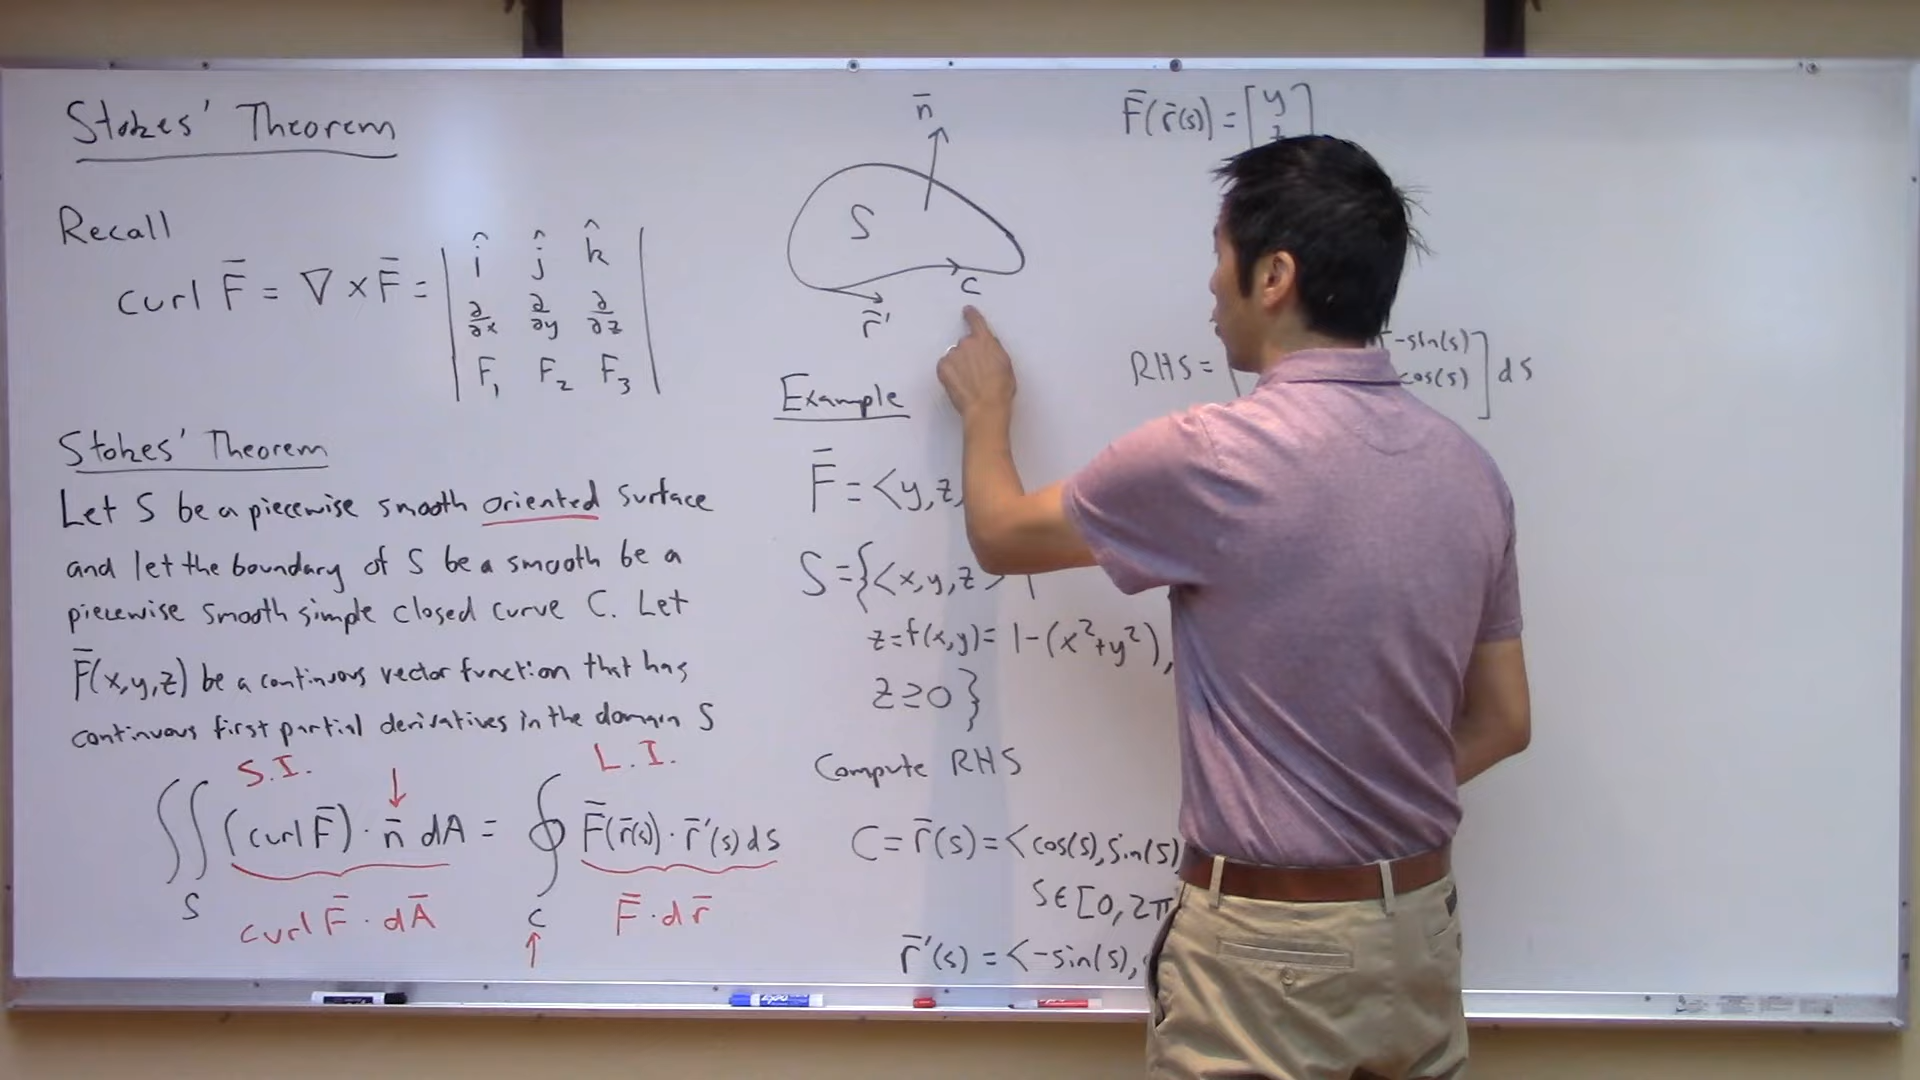 Stokes' Theorem
Recall
curl F̄ = ∇ × F̄ =
î ĵ k̂
∂/∂x ∂/∂y ∂/∂z
F₁ F₂ F₃
Stokes' Theorem
Let S be a piecewise smooth oriented surface
and let the boundary of S be a smooth be a
piecewise smooth simple closed curve C. Let
F̄(x,y,z) be a continuous vector function that has
continuous first partial derivatives in the domain S
S.I. L.I.
∬ (curl F̄) · n̄ dA = ∮ F̄(r̄(s)) · r̄'(s) ds
S C
curl F̄ · dĀ F̄ · dr̄
n̄
S
C
r̄'
Example
F̄ = <y,z,
S = {<x,y,z> |
z=f(x,y)= 1-(x²+y²),
z≥0}
Compute RHS
C = r̄(s) = <cos(s), sin(s)
s∈[0,2π
r̄'(s) = <-sin(s),
F̄(r̄(s)) = [y
z
RHS = -sin(s)
cos(s)] ds